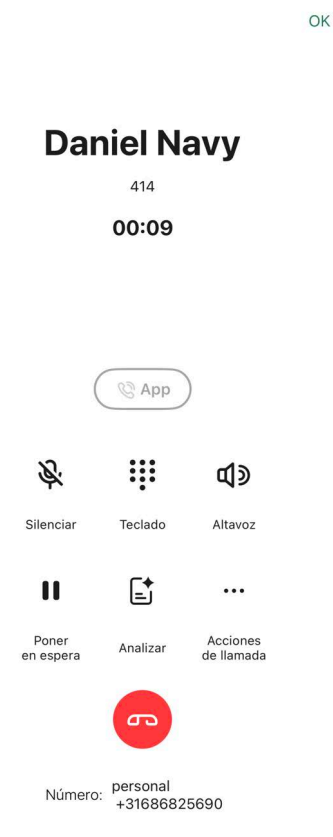 OK
Daniel Navy
414
00:09
App
Silenciar
Teclado
Altavoz
Poner
en espera
Analizar
Acciones
de llamada
Número: personal
+31686825690